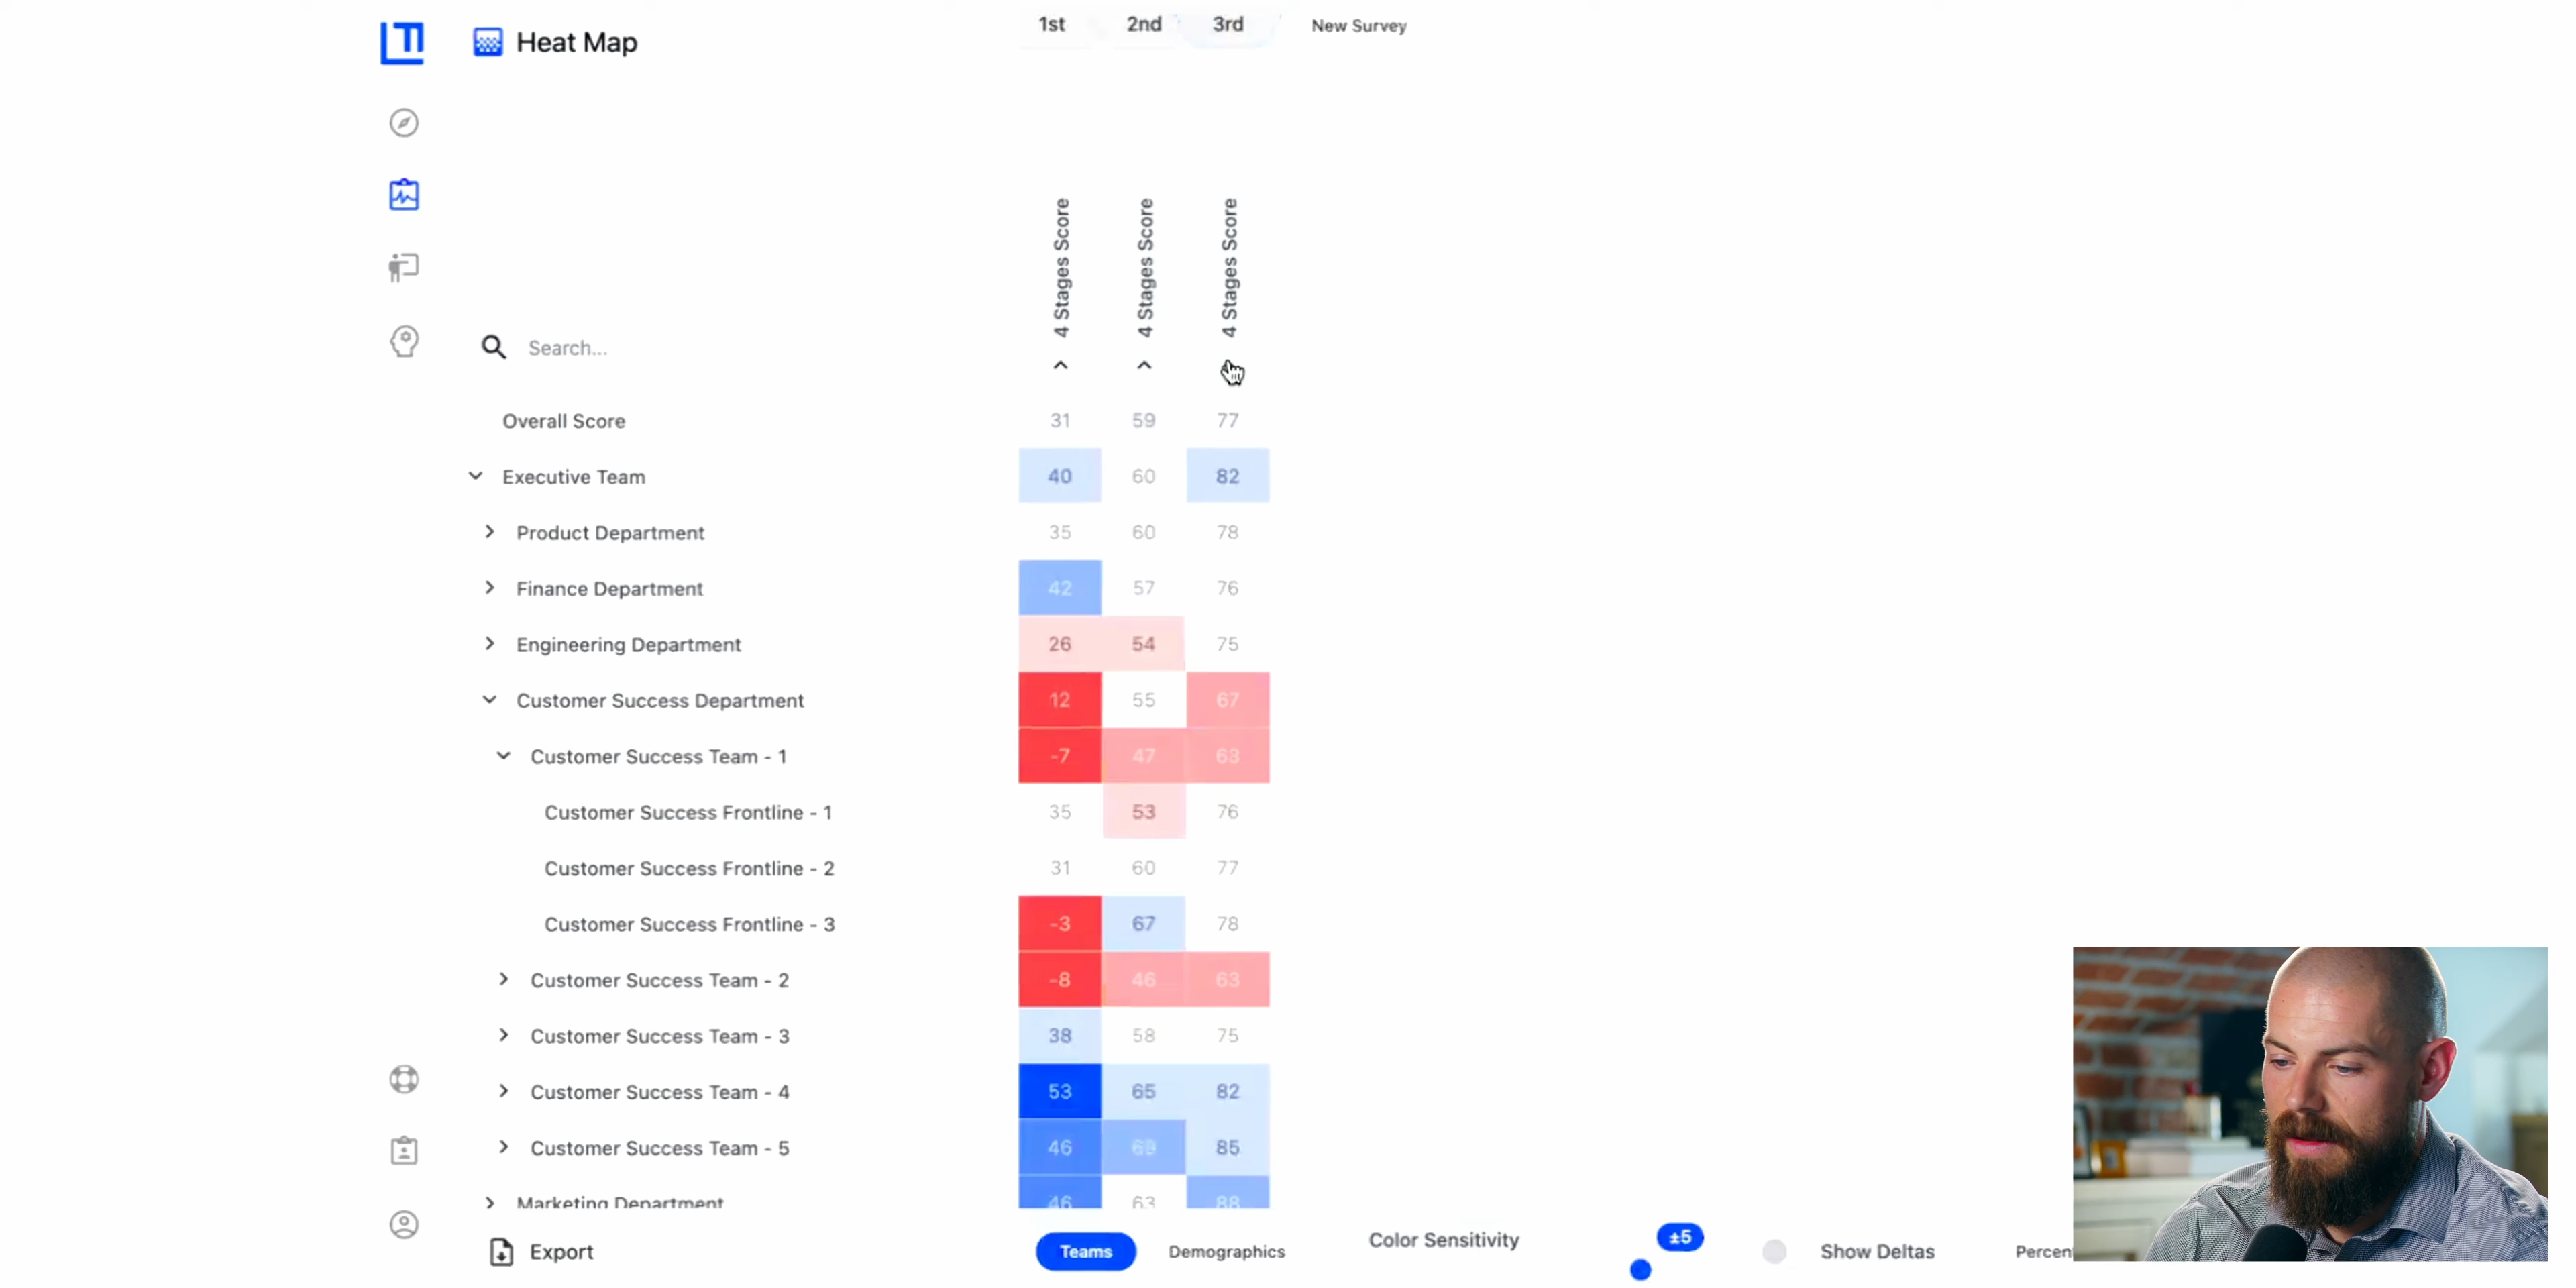 1st 2nd 3rd New Survey
Heat Map
4 Stages Score 4 Stages Score 4 Stages Score
Search...
Overall Score 31 59 77
Executive Team 40 60 82
Product Department 35 60 78
Finance Department 42 57 76
Engineering Department 26 54 75
Customer Success Department 12 55 67
Customer Success Team - 1 -7 47 63
Customer Success Frontline - 1 35 53 76
Customer Success Frontline - 2 31 60 77
Customer Success Frontline - 3 -3 67 78
Customer Success Team - 2 -8 46 63
Customer Success Team - 3 38 58 75
Customer Success Team - 4 53 65 82
Customer Success Team - 5 46 69 85
Marketing Department 46 63 88
Export Teams Demographics Color Sensitivity ±5 Show Deltas Percen